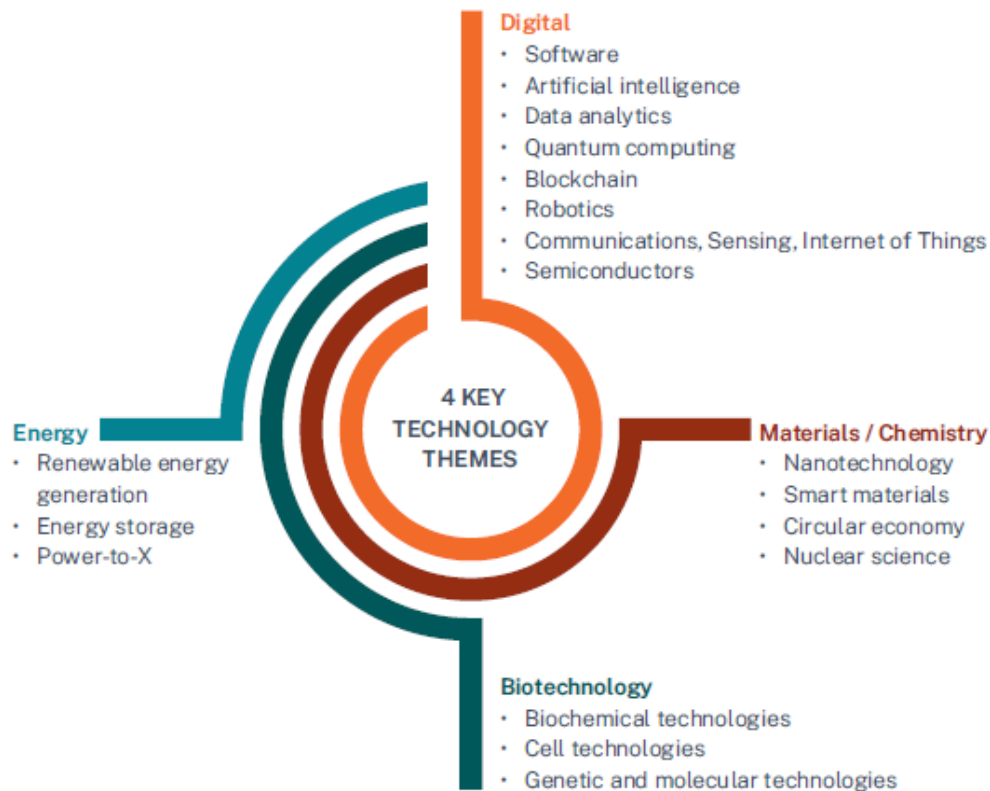 Digital
• Software
• Artificial intelligence
• Data analytics
• Quantum computing
• Blockchain
• Robotics
• Communications, Sensing, Internet of Things
• Semiconductors
4 KEY
TECHNOLOGY
THEMES
Energy
• Renewable energy
generation
• Energy storage
• Power-to-X
Materials / Chemistry
• Nanotechnology
• Smart materials
• Circular economy
• Nuclear science
Biotechnology
• Biochemical technologies
• Cell technologies
• Genetic and molecular technologies